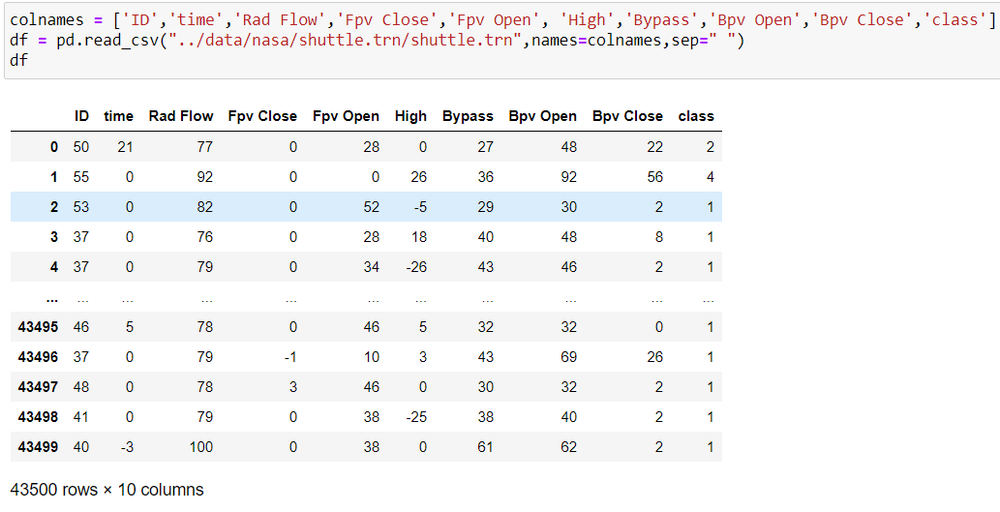 colnames = ['ID','time','Rad Flow','Fpv Close','Fpv Open', 'High','Bypass','Bpv Open','Bpv Close','class']
df = pd.read_csv("../data/nasa/shuttle.trn/shuttle.trn",names=colnames,sep=" ")
df
ID time Rad Flow Fpv Close Fpv Open High Bypass Bpv Open Bpv Close class
0 50 21 77 0 28 0 27 48 22 2
1 55 0 92 0 0 26 36 92 56 4
2 53 0 82 0 52 -5 29 30 2 1
3 37 0 76 0 28 18 40 48 8 1
4 37 0 79 0 34 -26 43 46 2 1
... ... ... ... ... ... ... ... ... ... ...
43495 46 5 78 0 46 5 32 32 0 1
43496 37 0 79 -1 10 3 43 69 26 1
43497 48 0 78 3 46 0 30 32 2 1
43498 41 0 79 0 38 -25 38 40 2 1
43499 40 -3 100 0 38 0 61 62 2 1
43500 rows × 10 columns